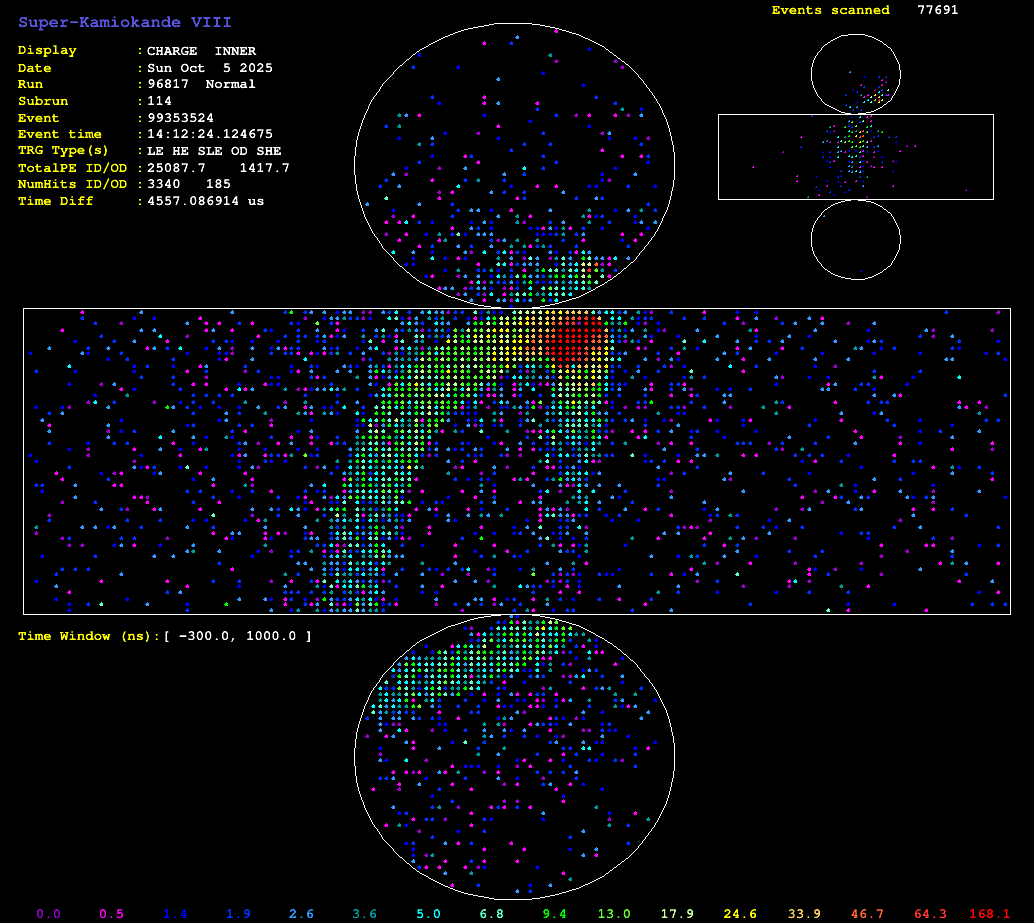 Super-Kamiokande VIII
Events scanned 77691
Display : CHARGE INNER
Date : Sun Oct 5 2025
Run : 96817 Normal
Subrun : 114
Event : 99353524
Event time : 14:12:24.124675
TRG Type(s) : LE HE SLE OD SHE
TotalPE ID/OD : 25087.7 1417.7
NumHits ID/OD : 3340 185
Time Diff : 4557.086914 us
Time Window (ns):[ -300.0, 1000.0 ]
0.0 0.5 1.4 1.9 2.6 3.6 5.0 6.8 9.4 13.0 17.9 24.6 33.9 46.7 64.3 168.1